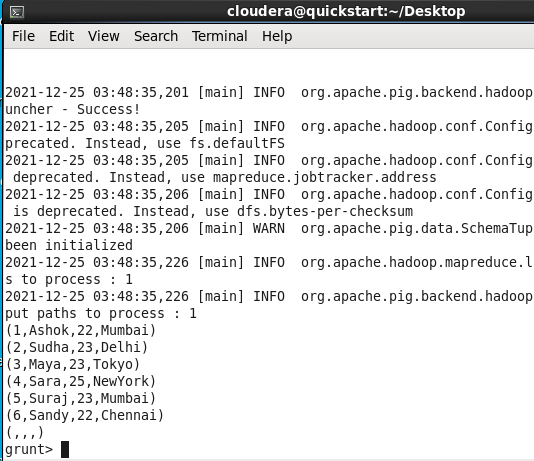 cloudera@quickstart:~/Desktop
File Edit View Search Terminal Help
2021-12-25 03:48:35,201 [main] INFO  org.apache.pig.backend.hadoop
uncher - Success!
2021-12-25 03:48:35,205 [main] INFO  org.apache.hadoop.conf.Config
precated. Instead, use fs.defaultFS
2021-12-25 03:48:35,205 [main] INFO  org.apache.hadoop.conf.Config
 deprecated. Instead, use mapreduce.jobtracker.address
2021-12-25 03:48:35,206 [main] INFO  org.apache.hadoop.conf.Config
 is deprecated. Instead, use dfs.bytes-per-checksum
2021-12-25 03:48:35,206 [main] WARN  org.apache.pig.data.SchemaTup
been initialized
2021-12-25 03:48:35,226 [main] INFO  org.apache.hadoop.mapreduce.l
s to process : 1
2021-12-25 03:48:35,226 [main] INFO  org.apache.pig.backend.hadoop
put paths to process : 1
(1,Ashok,22,Mumbai)
(2,Sudha,23,Delhi)
(3,Maya,23,Tokyo)
(4,Sara,25,NewYork)
(5,Suraj,23,Mumbai)
(6,Sandy,22,Chennai)
(,,,)
grunt>